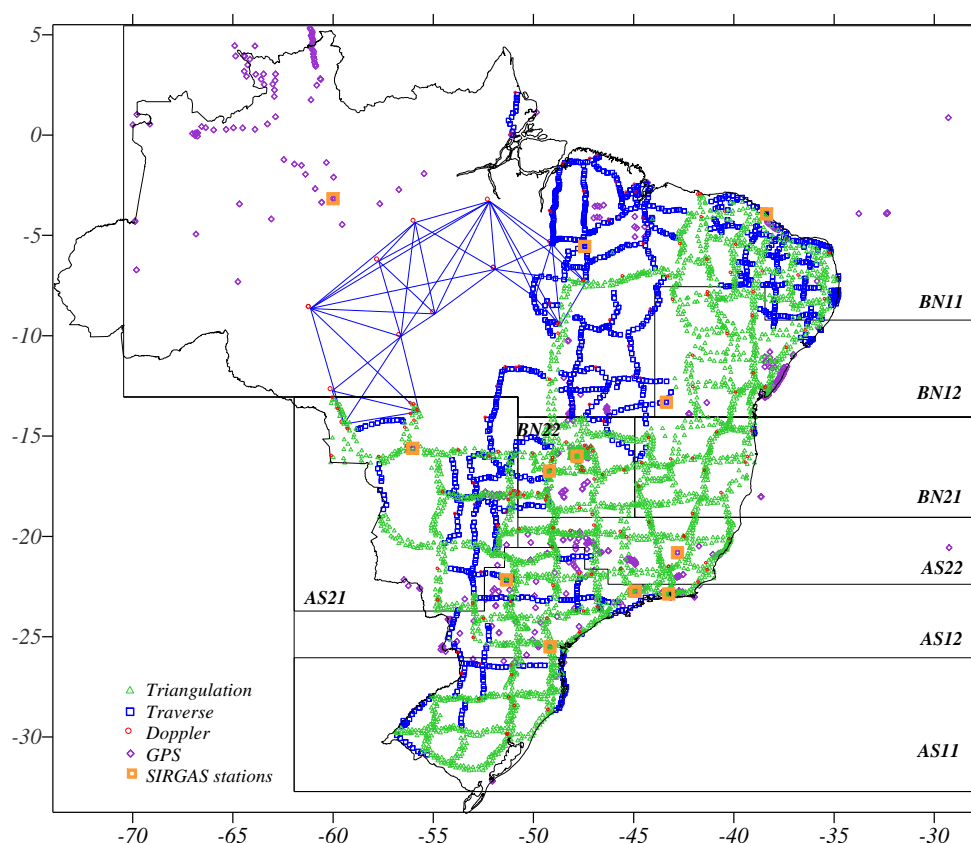 5
0
-5
BN11
-10
BN12
-15
BN22
BN21
-20
AS22
AS21
AS12
-25
Triangulation
Traverse
Doppler
GPS
SIRGAS stations
-30
AS11
-70 -65 -60 -55 -50 -45 -40 -35 -30